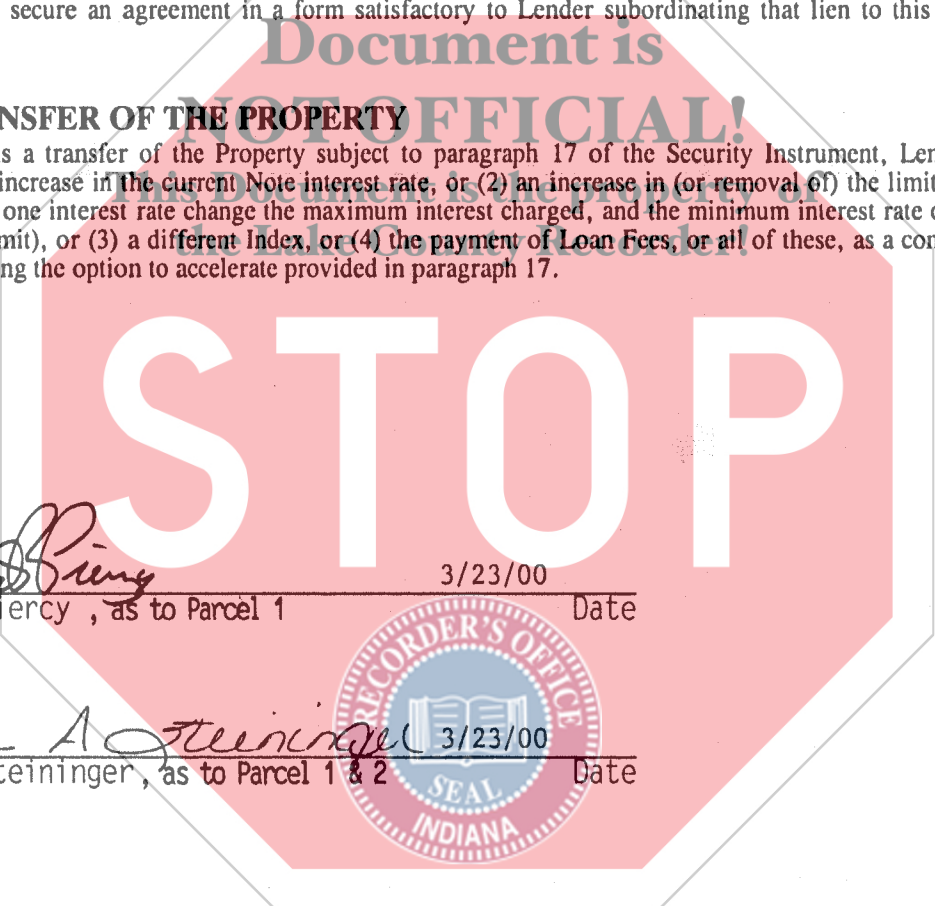 secure an agreement in a form satisfactory to Lender subordinating that lien to this
Document is
NSFER OF THE PROPERTY
NOT OFFICIAL!
s a transfer of the Property subject to paragraph 17 of the Security Instrument, Len
increase in the current Note interest rate, or (2) an increase in (or removal of) the limit
This Document is the property of
one interest rate change the maximum interest charged, and the minimum interest rate
mit), or (3) a different Index, or (4) the payment of Loan Fees, or all of these, as a con
the Lake County Recorder!
ng the option to accelerate provided in paragraph 17.
STOP
Piercy 3/23/00
iercy , as to Parcel 1 Date
A Steininger 3/23/00
teininger, as to Parcel 1 & 2 Date
RECORDER'S OFFICE
SEAL
INDIANA